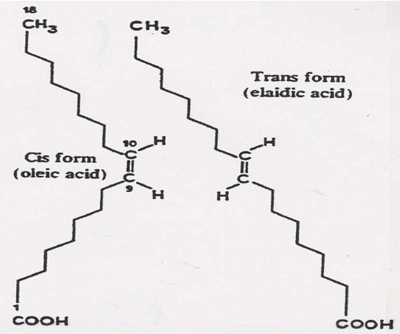 18
CH3
CH3
Trans form
(elaidic acid)
10
H
C
C
9
H
Cis form
(oleic acid)
H
C
C
H
1
COOH
COOH